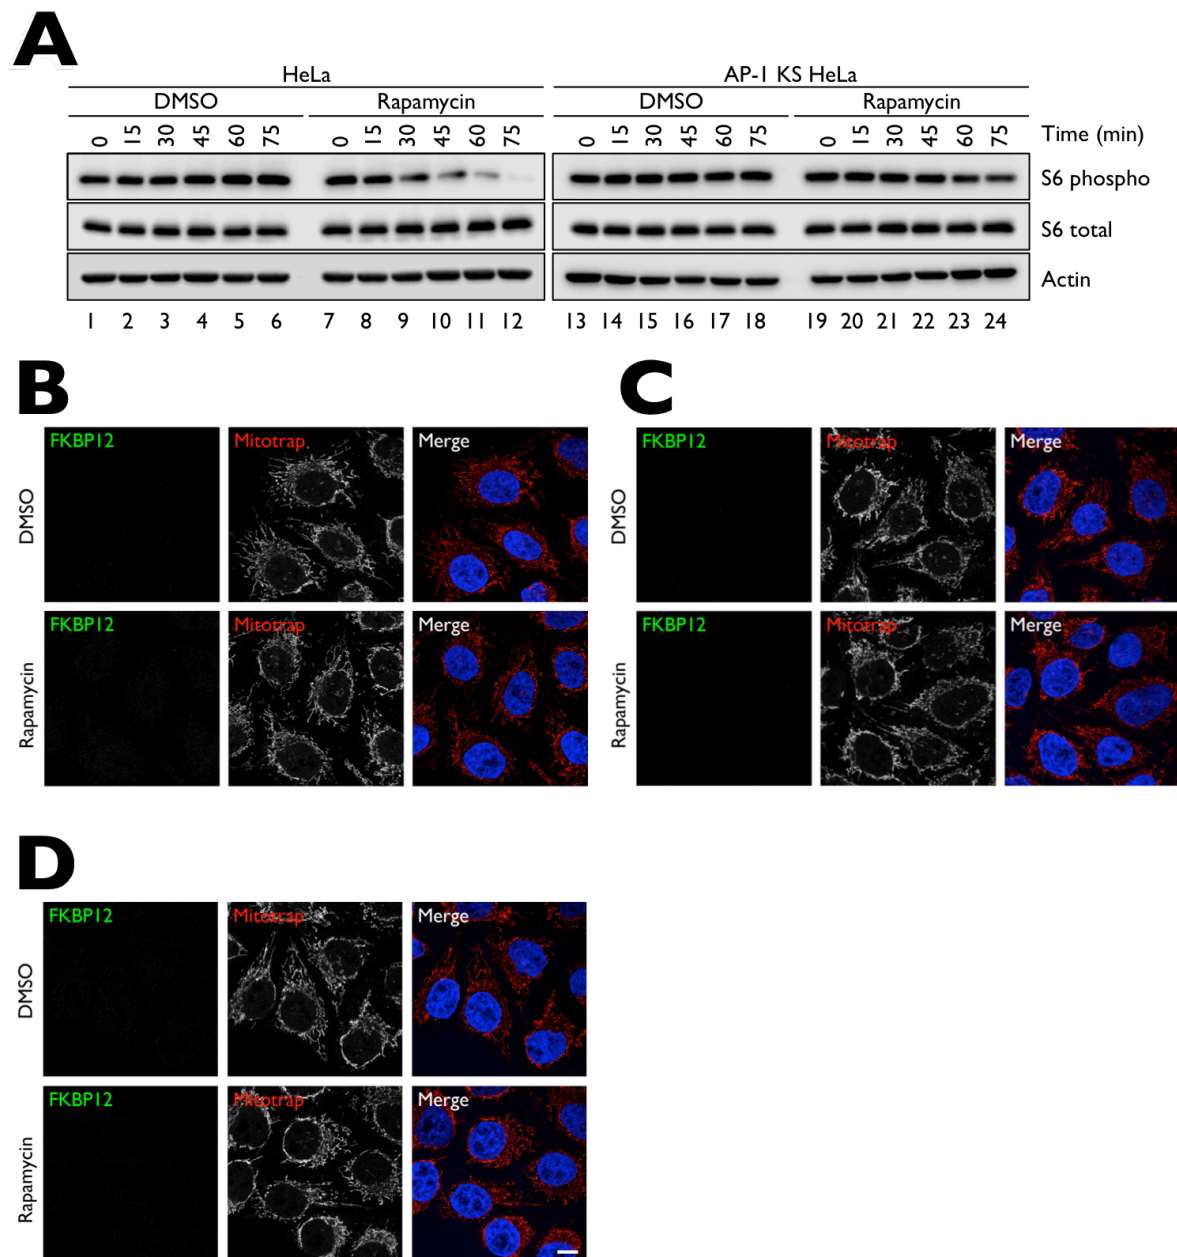 A
HeLa
AP-1 KS HeLa
DMSO
Rapamycin
DMSO
Rapamycin
0 15 30 45 60 75 0 15 30 45 60 75 0 15 30 45 60 75 0 15 30 45 60 75 Time (min)
S6 phospho
S6 total
Actin
1 2 3 4 5 6 7 8 9 10 11 12 13 14 15 16 17 18 19 20 21 22 23 24
B
DMSO
FKBP12 Mitotrap Merge
Rapamycin
FKBP12 Mitotrap Merge
C
DMSO
FKBP12 Mitotrap Merge
Rapamycin
FKBP12 Mitotrap Merge
D
DMSO
FKBP12 Mitotrap Merge
Rapamycin
FKBP12 Mitotrap Merge